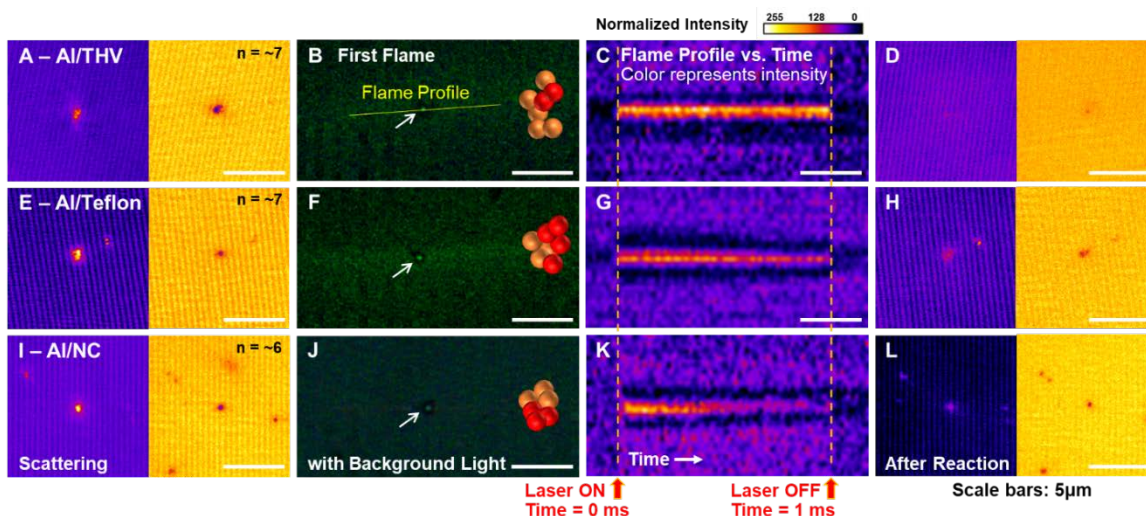 Normalized Intensity
255 128 0
A – Al/THV
n = ~7
B First Flame
Flame Profile
C Flame Profile vs. Time
Color represents intensity
D
E – Al/Teflon
n = ~7
F
G
H
I – Al/NC
n = ~6
Scattering
J
with Background Light
K
Time
L
After Reaction
Laser ON
Time = 0 ms
Laser OFF
Time = 1 ms
Scale bars: 5µm